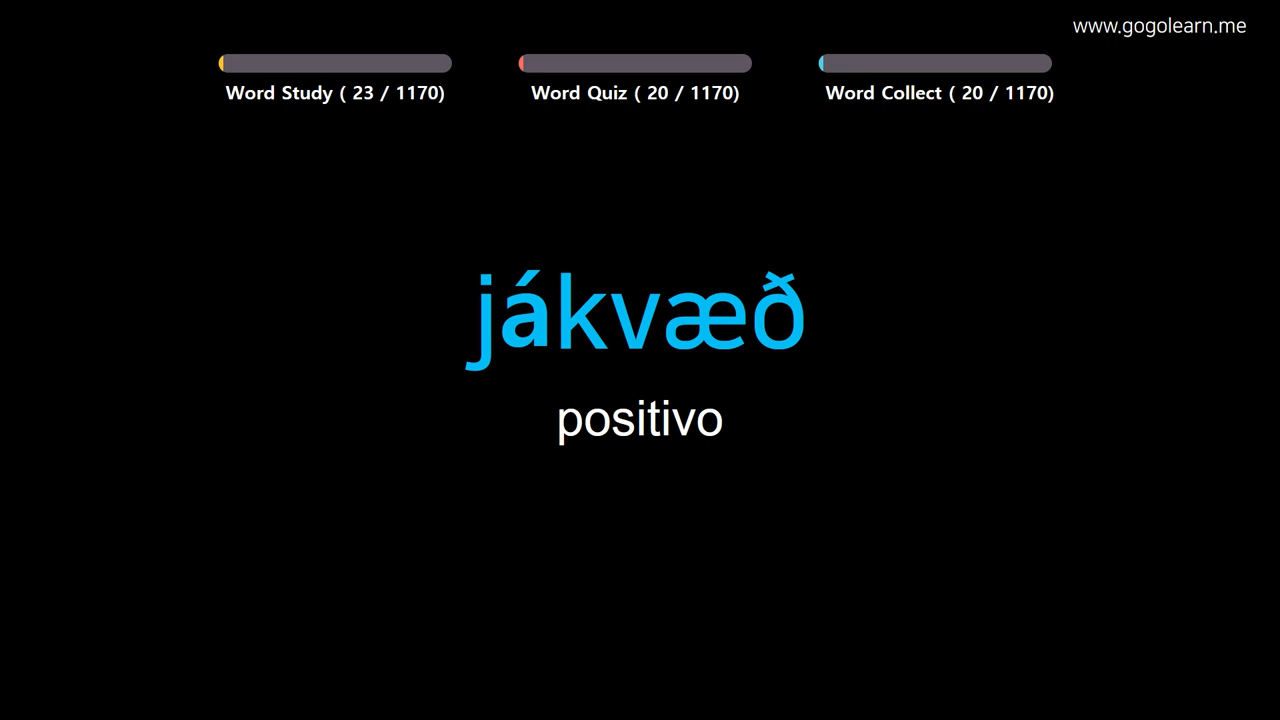 www.gogolearn.me
Word Study ( 23 / 1170)
Word Quiz ( 20 / 1170)
Word Collect ( 20 / 1170)
jákvæð
positivo